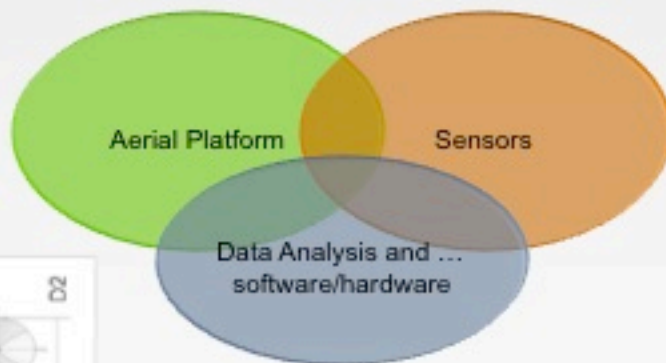 Aerial Platform
Sensors
Data Analysis and ...
software/hardware
D2